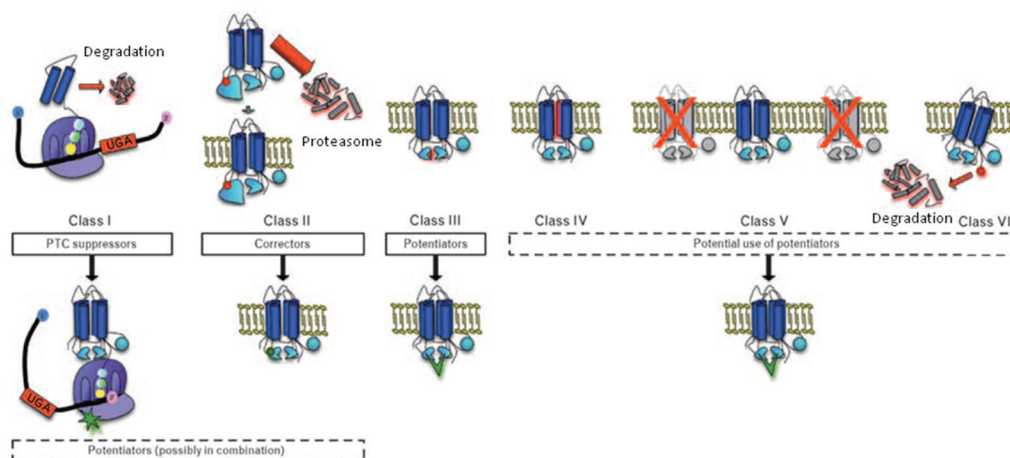 Degradation
Proteasome
UGA
Degradation
Class I
Class II
Class III
Class IV
Class V
Class VI
PTC suppressors
Correctors
Potentiators
Potential use of potentiators
UGA
Potentiators (possibly in combination)